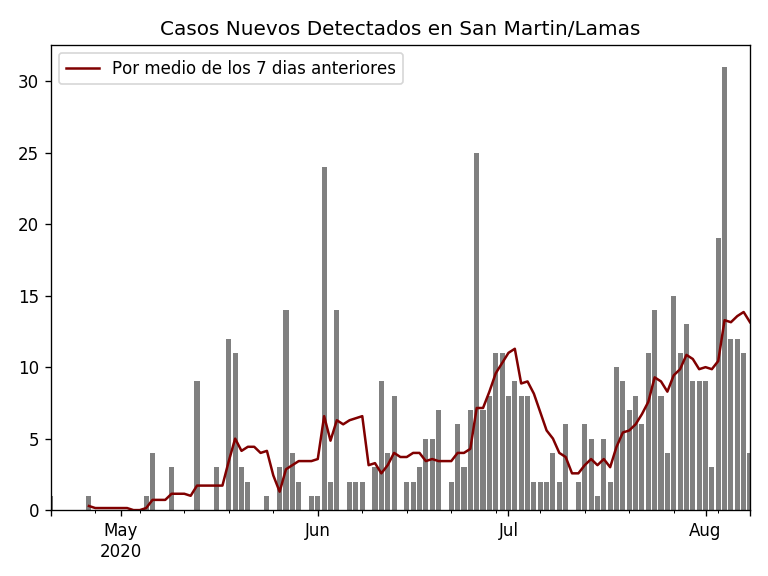 Casos Nuevos Detectados en San Martin/Lamas
Por medio de los 7 dias anteriores
30
25
20
15
10
5
0
May
2020
Jun
Jul
Aug